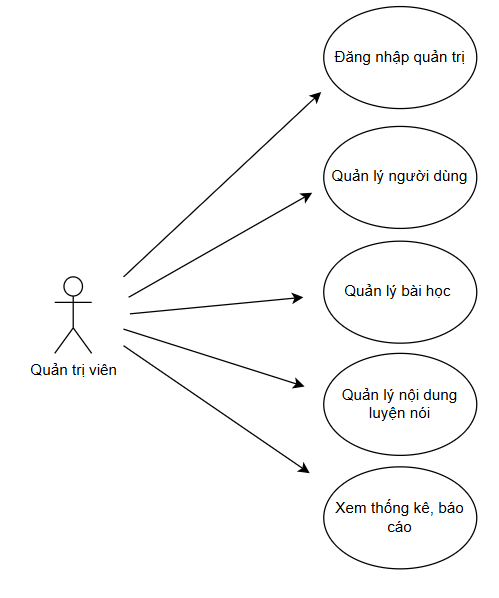 Đăng nhập quản trị
Quản lý người dùng
Quản lý bài học
Quản trị viên
Quản lý nội dung
luyện nói
Xem thống kê, báo
cáo